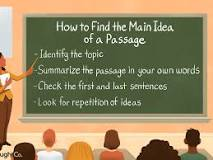 How to Find the Main Idea
of a Passage
- Identify the topic
- Summarize the passage in your own words
- Check the first and last sentences
- Look for repetition of ideas
Co.